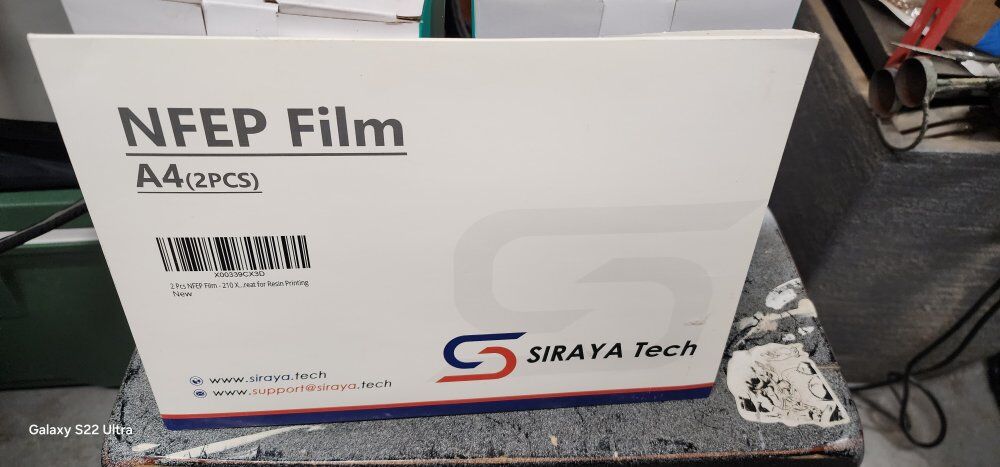 NFEP Film
A4(2PCS)
X00339CX3D
2 Pcs NFEP Film - 210 X...reat for Resin Printing
New
SIRAYA Tech
www.siraya.tech
www.support@siraya.tech
Galaxy S22 Ultra